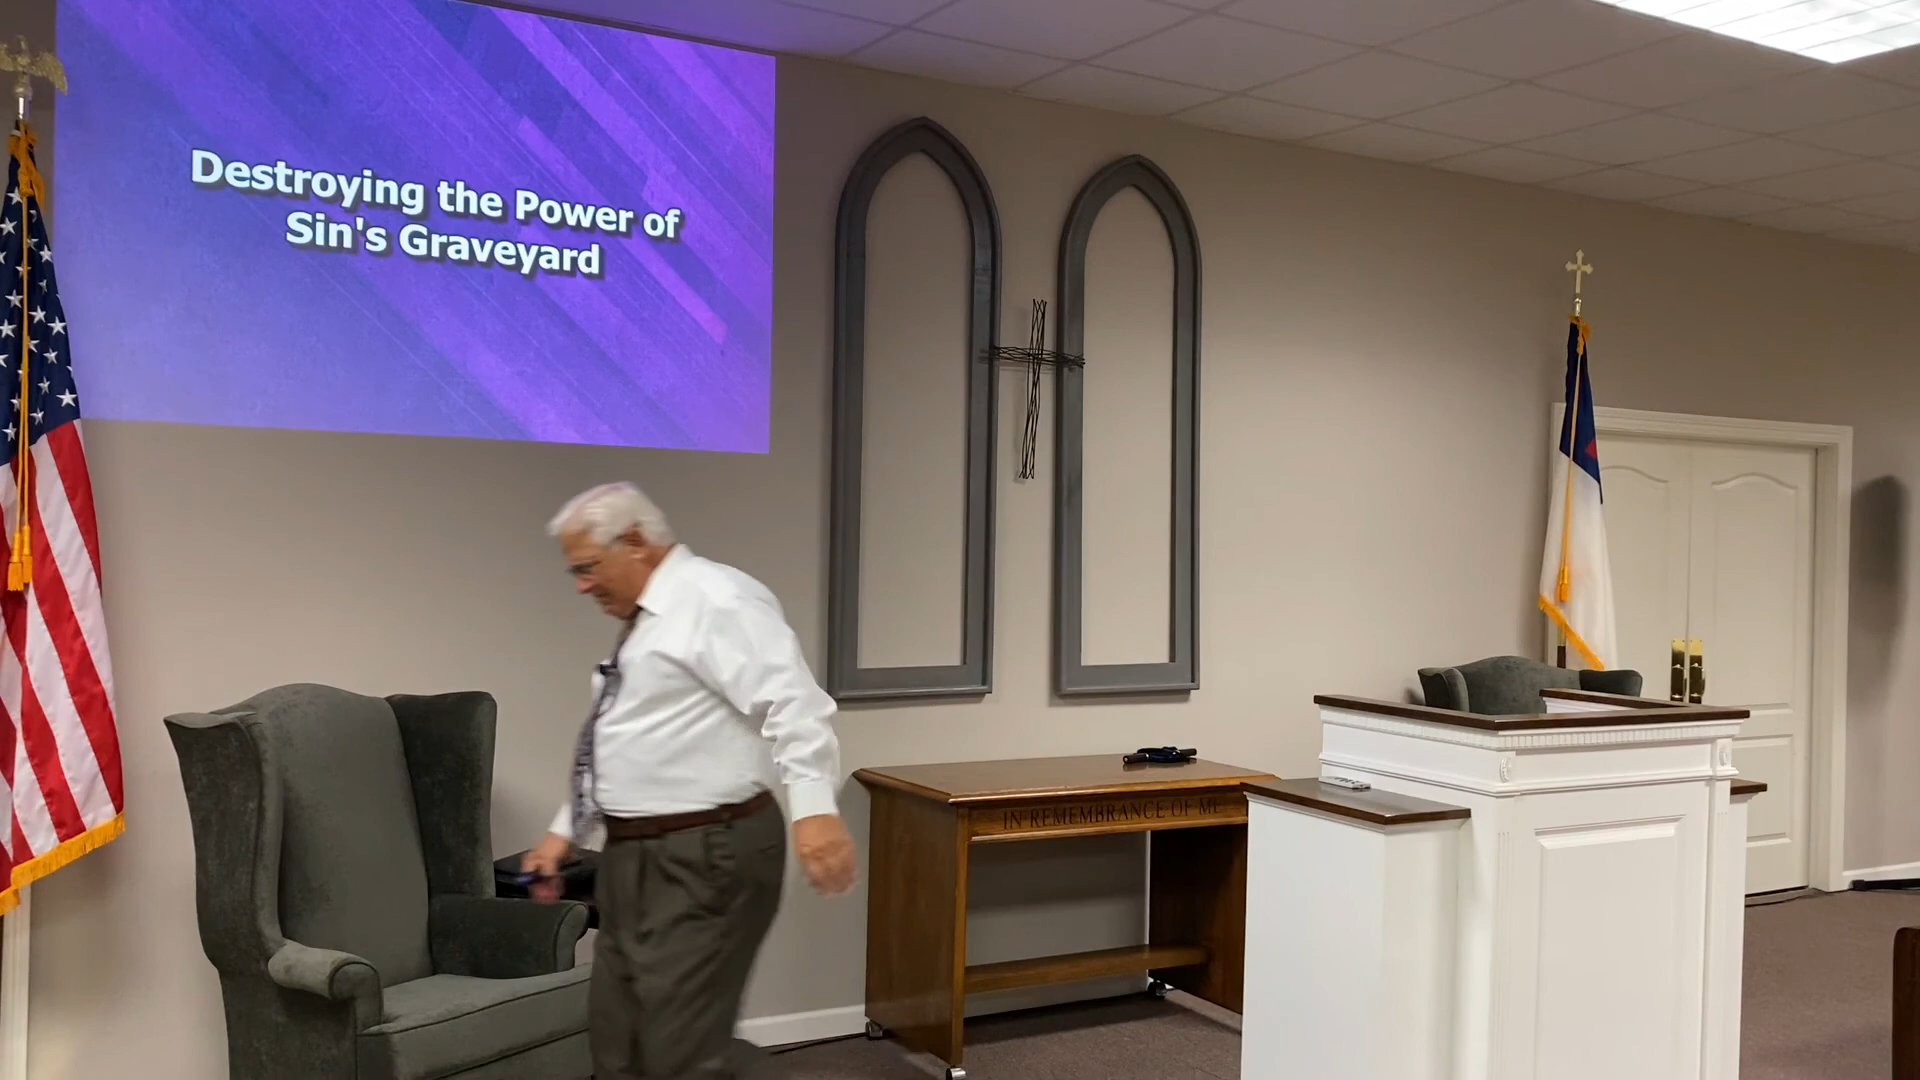 Destroying the Power of
Sin's Graveyard
IN REMEMBRANCE OF ME